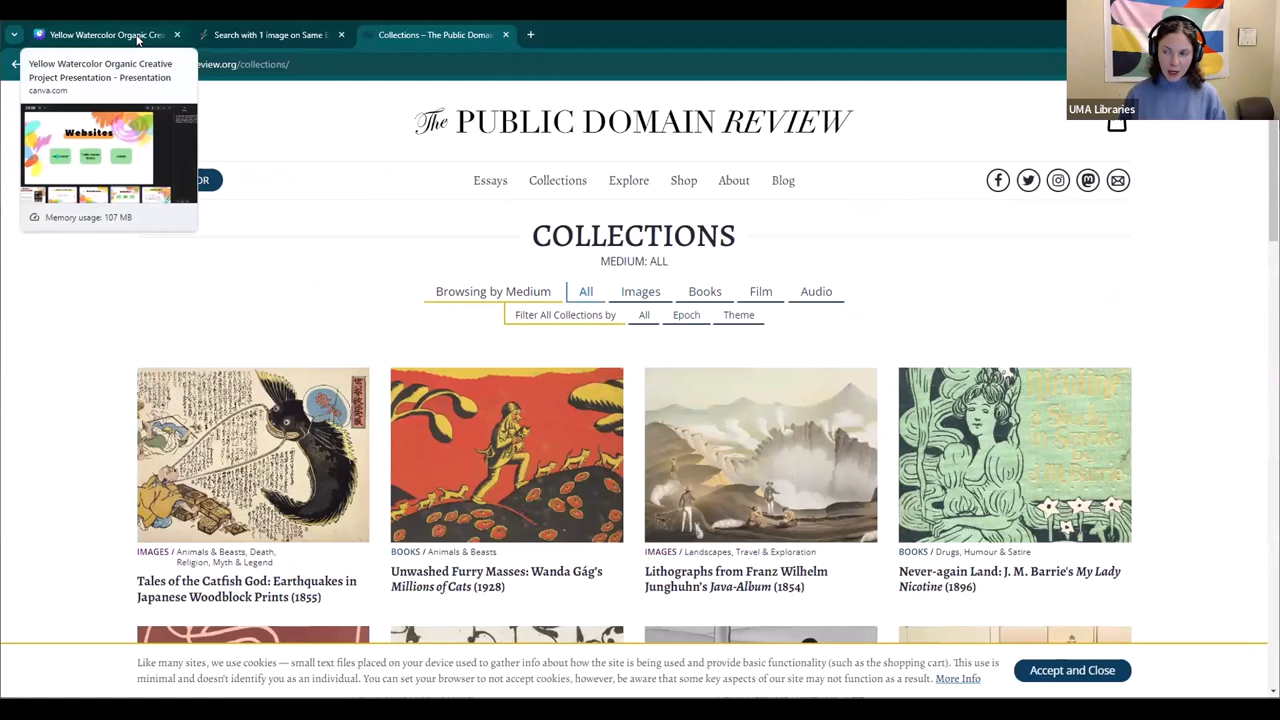 Yellow Watercolor Organic Crea
Search with 1 image on Same E
Collections – The Public Domai
eview.org/collections/
Yellow Watercolor Organic Creative
Project Presentation - Presentation
canva.com
Websites
Memory usage: 107 MB
UMA Libraries
The PUBLIC DOMAIN REVIEW
OR
Essays
Collections
Explore
Shop
About
Blog
COLLECTIONS
MEDIUM: ALL
Browsing by Medium
All
Images
Books
Film
Audio
Filter All Collections by
All
Epoch
Theme
nicotine
IMAGES / Animals & Beasts, Death,
Religion, Myth & Legend
Tales of the Catfish God: Earthquakes in
Japanese Woodblock Prints (1855)
BOOKS / Animals & Beasts
Unwashed Furry Masses: Wanda Gág's
Millions of Cats (1928)
IMAGES / Landscapes, Travel & Exploration
Lithographs from Franz Wilhelm
Junghuhn's Java-Album (1854)
BOOKS / Drugs, Humour & Satire
Never-again Land: J. M. Barrie's My Lady
Nicotine (1896)
Like many sites, we use cookies — small text files placed on your device used to gather info about how the site is being used and provide basic functionality (such as the shopping cart). This use is
minimal and doesn't identify you as an individual. You can set your browser to not accept cookies, however, be aware that some key aspects of our site may not function as a result. More Info
Accept and Close